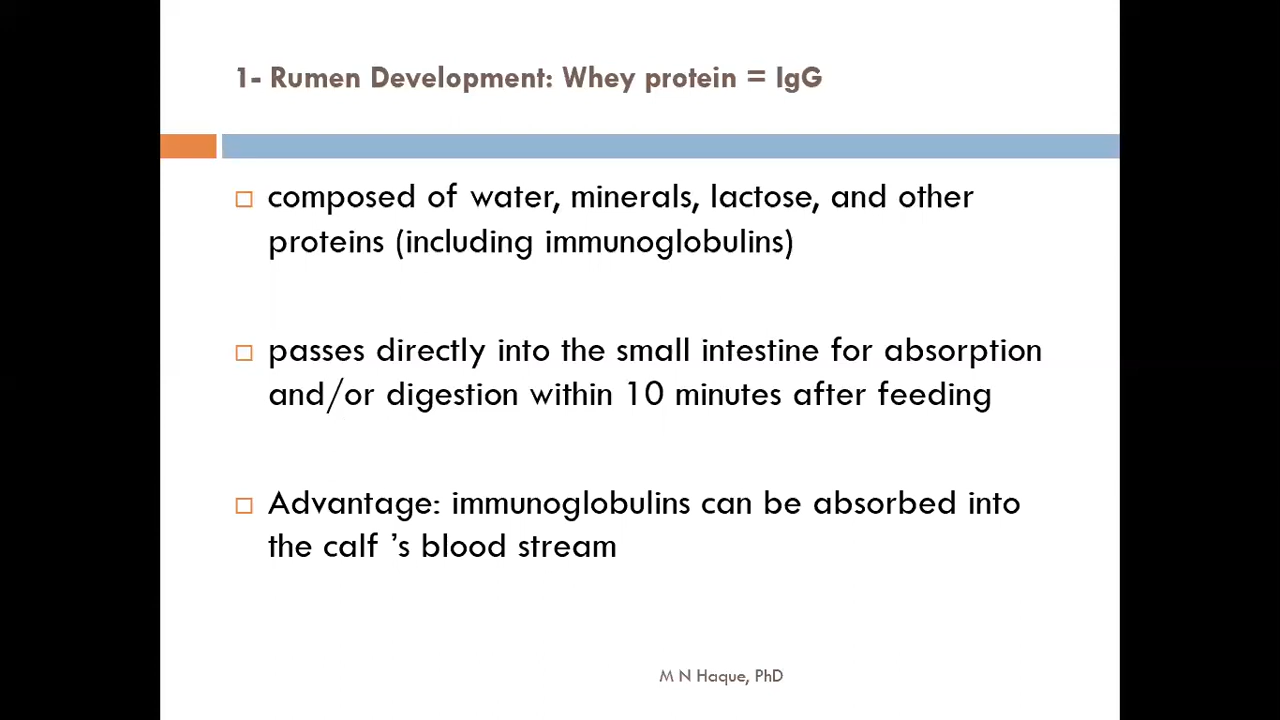 1- Rumen Development: Whey protein = IgG
composed of water, minerals, lactose, and other
proteins (including immunoglobulins)
passes directly into the small intestine for absorption
and/or digestion within 10 minutes after feeding
Advantage: immunoglobulins can be absorbed into
the calf ’s blood stream
M N Haque, PhD